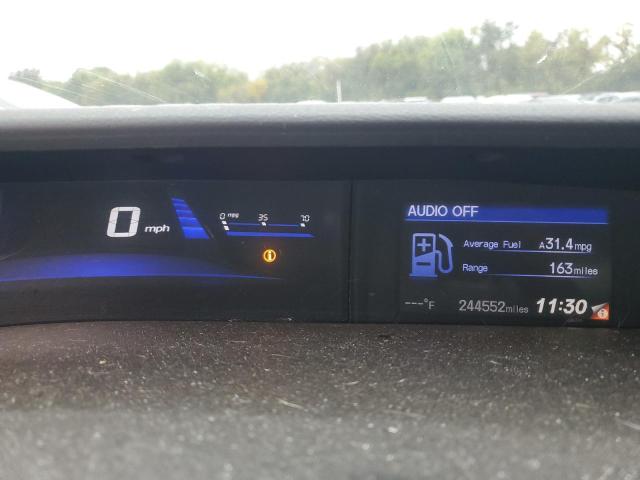 0 mph
0 mpg 35 70
AUDIO OFF
Average Fuel A31.4mpg
Range 163miles
---°F 244552miles 11:30